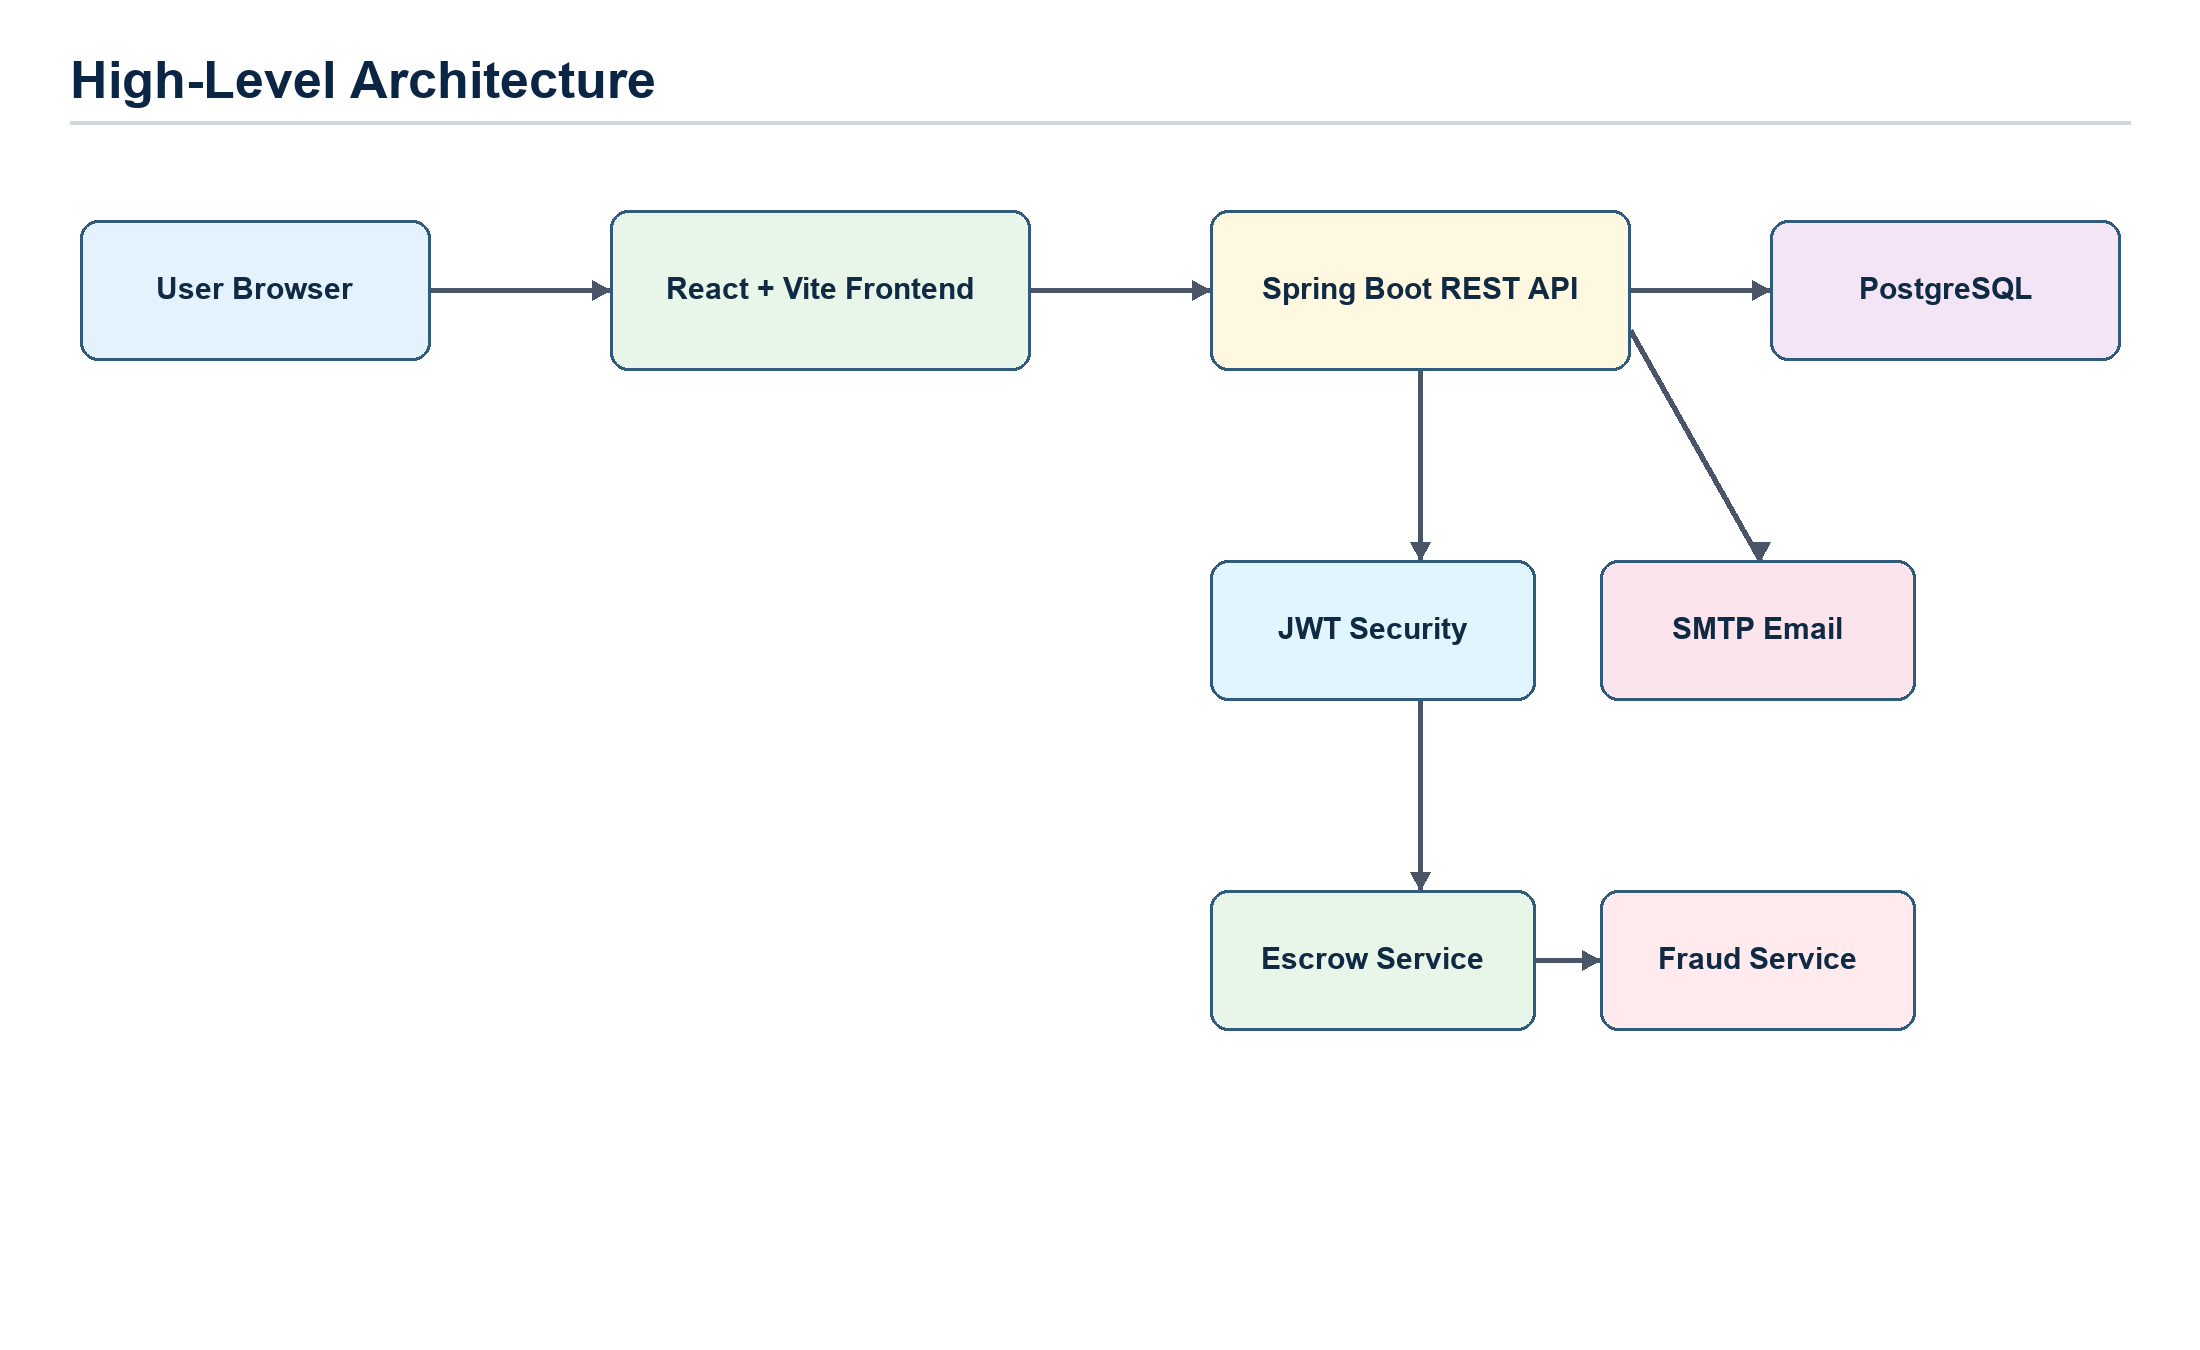 High-Level Architecture
User Browser
React + Vite Frontend
Spring Boot REST API
PostgreSQL
JWT Security
SMTP Email
Escrow Service
Fraud Service